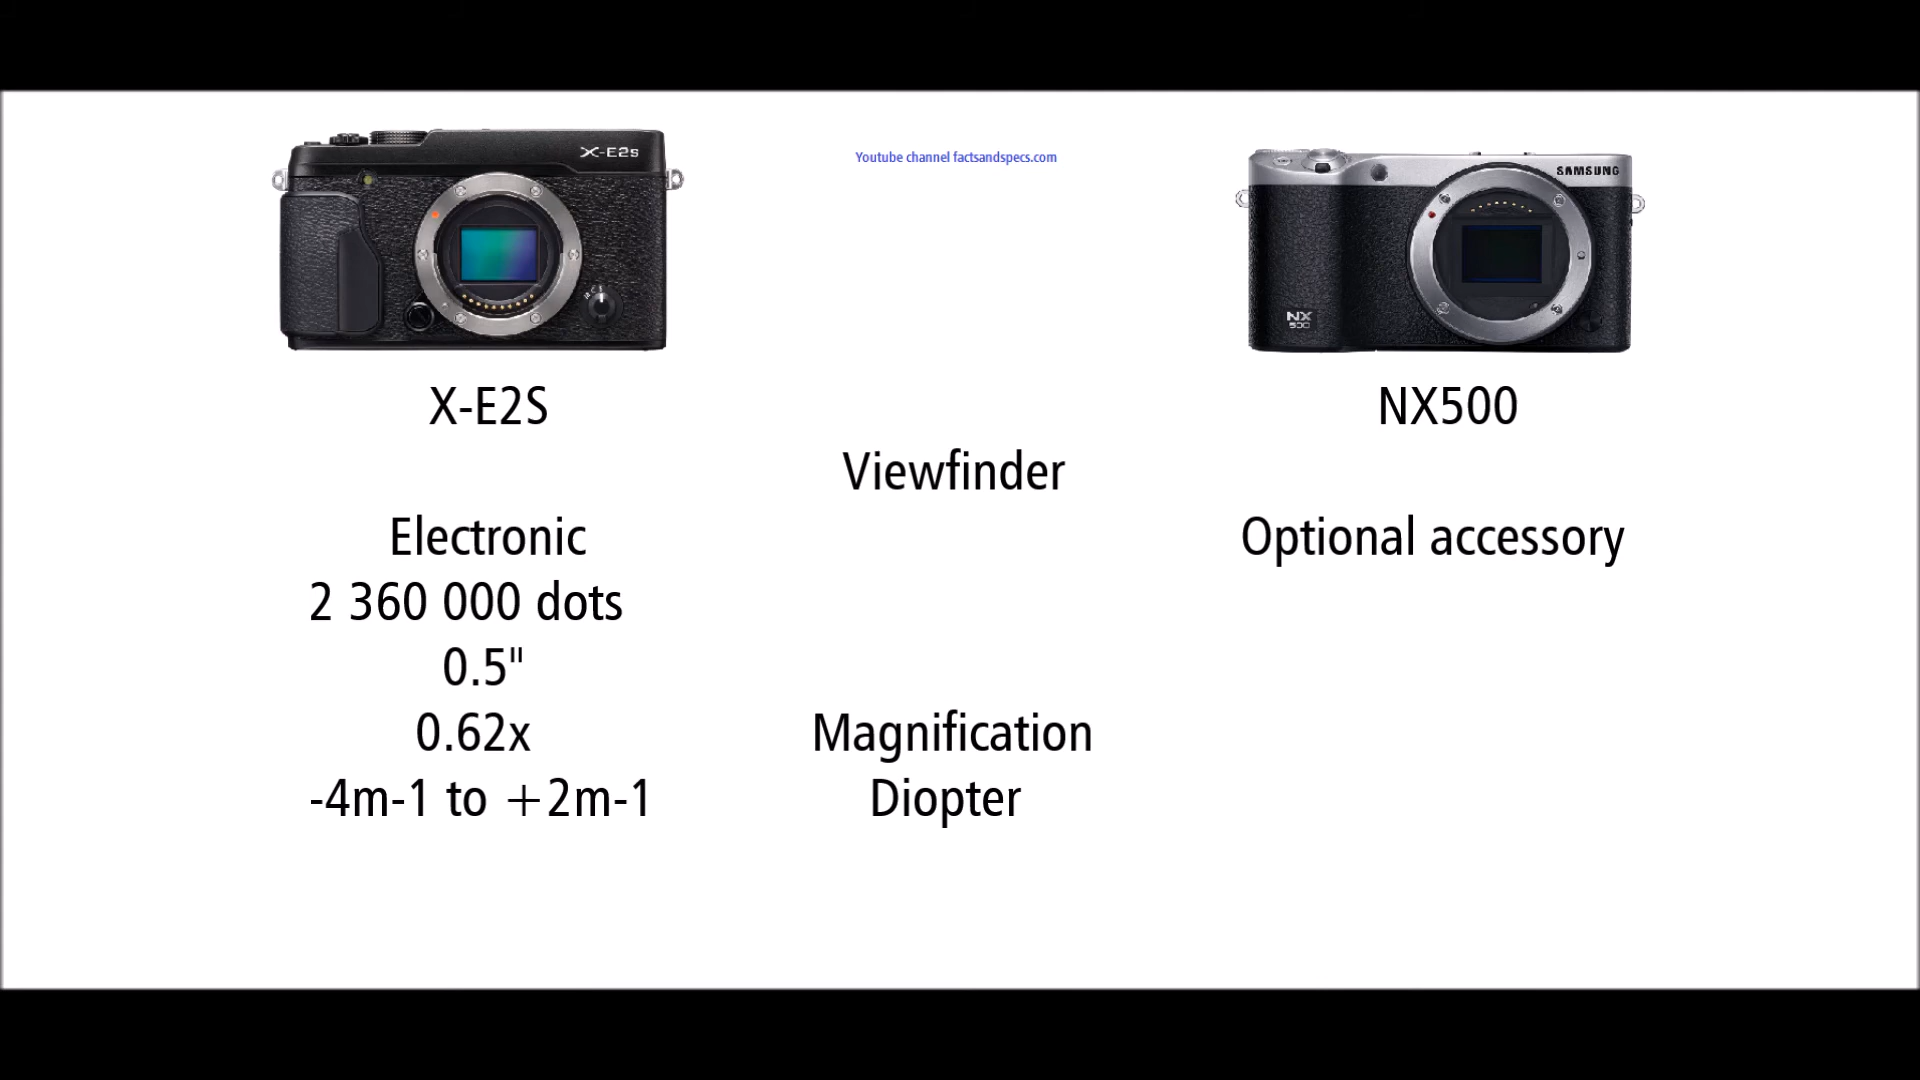 X-E2S
Youtube channel factsandspecs.com
SAMSUNG
NX
500
X-E2S
NX500
Viewfinder
Electronic
Optional accessory
2 360 000 dots
0.5"
0.62x
Magnification
-4m-1 to +2m-1
Diopter